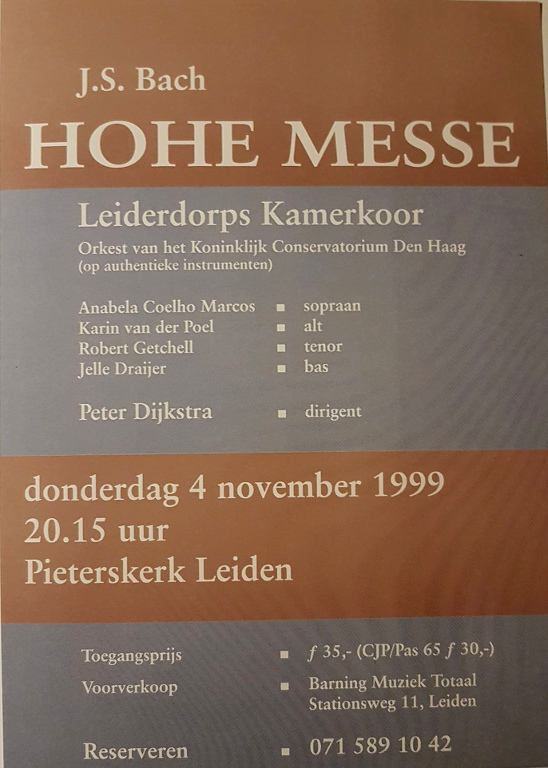 J.S. Bach
HOHE MESSE
Leiderdorps Kamerkoor
Orkest van het Koninklijk Conservatorium Den Haag
(op authentieke instrumenten)
Anabela Coelho Marcos ▪ sopraan
Karin van der Poel ▪ alt
Robert Getchell ▪ tenor
Jelle Draijer ▪ bas
Peter Dijkstra ▪ dirigent
donderdag 4 november 1999
20.15 uur
Pieterskerk Leiden
Toegangsprijs ▪ ƒ 35,- (CJP/Pas 65 ƒ 30,-)
Voorverkoop ▪ Barning Muziek Totaal
Stationsweg 11, Leiden
Reserveren ▪ 071 589 10 42